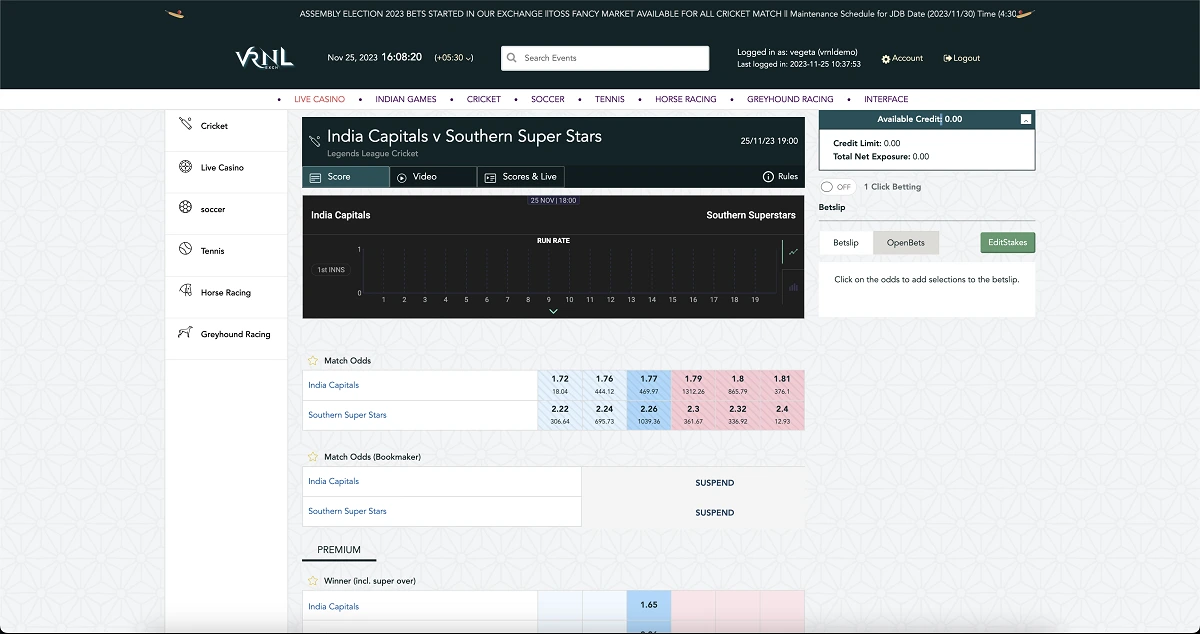 ASSEMBLY ELECTION 2023 BETS STARTED IN OUR EXCHANGE ||TOSS FANCY MARKET AVAILABLE FOR ALL CRICKET MATCH || Maintenance Schedule for JDB Date (2023/11/30) Time (4:30
VRNL
EXCH
Nov 25, 2023 16:08:20 (+05:30)
Search Events
Logged in as: vegeta (vrnldemo)
Last logged in: 2023-11-25 10:37:53
Account
Logout
• LIVE CASINO • INDIAN GAMES • CRICKET • SOCCER • TENNIS • HORSE RACING • GREYHOUND RACING • INTERFACE
Cricket
Live Casino
soccer
Tennis
Horse Racing
Greyhound Racing
India Capitals v Southern Super Stars
Legends League Cricket
25/11/23 19:00
Score Video Scores & Live Rules
25 NOV | 18:00
India Capitals Southern Superstars
RUN RATE
1
1st INNS
0
1 2 3 4 5 6 7 8 9 10 11 12 13 14 15 16 17 18 19
Match Odds
India Capitals 1.72 1.76 1.77 1.79 1.8 1.81
18.04 444.12 469.97 1312.26 865.79 376.1
Southern Super Stars 2.22 2.24 2.26 2.3 2.32 2.4
306.64 695.73 1039.36 361.67 336.92 12.93
Match Odds (Bookmaker)
India Capitals SUSPEND
Southern Super Stars SUSPEND
PREMIUM
Winner (incl. super over)
India Capitals 1.65
Available Credit: 0.00
Credit Limit: 0.00
Total Net Exposure: 0.00
OFF 1 Click Betting
Betslip
Betslip OpenBets EditStakes
Click on the odds to add selections to the betslip.